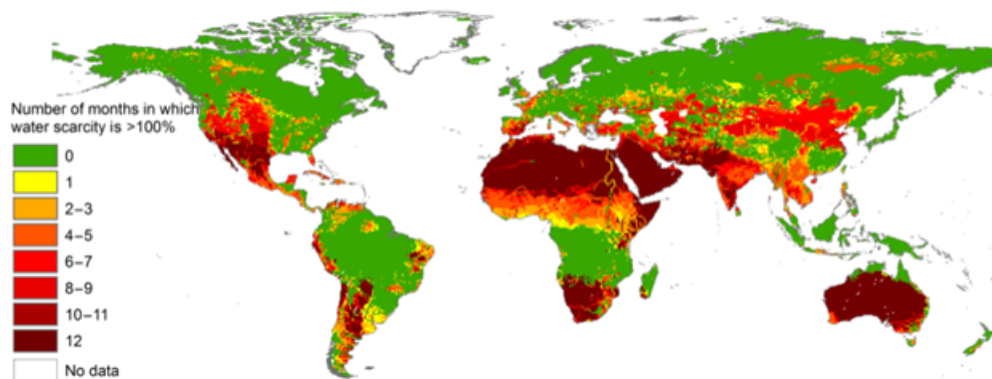 Number of months in which
water scarcity is >100%
0
1
2–3
4–5
6–7
8–9
10–11
12
No data